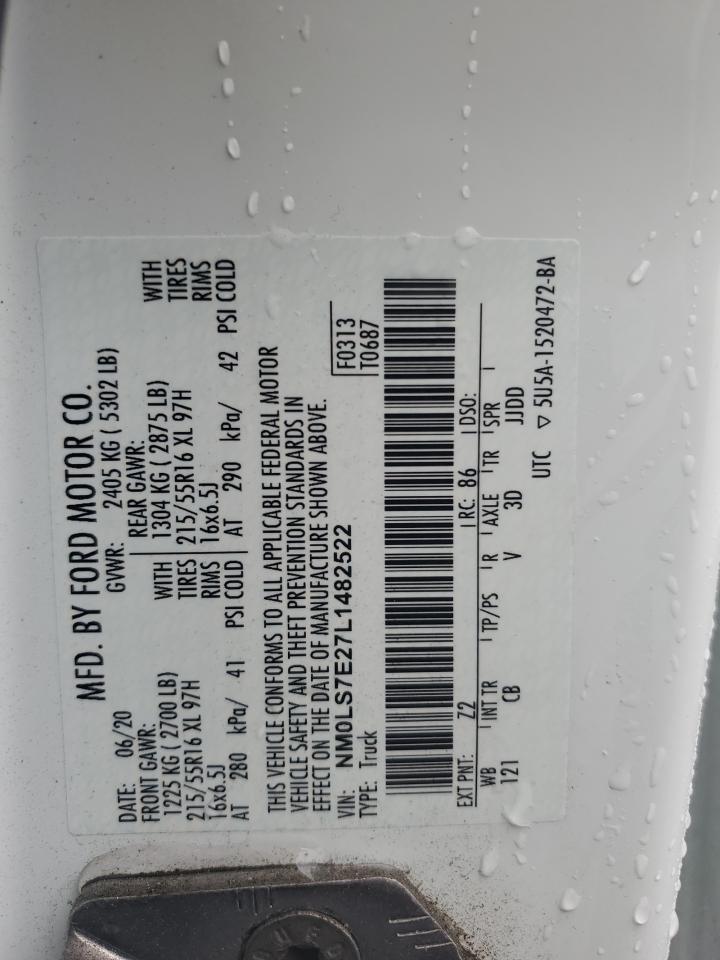 MFD. BY FORD MOTOR CO.
DATE: 06/20 GVWR: 2405 KG ( 5302 LB)
FRONT GAWR: REAR GAWR:
1225 KG ( 2700 LB) WITH 1304 KG ( 2875 LB) WITH
215/55R16 XL 97H TIRES 215/55R16 XL 97H TIRES
16x6.5J RIMS 16x6.5J RIMS
AT 280 kPa/ 41 PSI COLD AT 290 kPa/ 42 PSI COLD
THIS VEHICLE CONFORMS TO ALL APPLICABLE FEDERAL MOTOR
VEHICLE SAFETY AND THEFT PREVENTION STANDARDS IN
EFFECT ON THE DATE OF MANUFACTURE SHOWN ABOVE.
VIN: NM0LS7E27L1482522 F0313
TYPE: Truck T0687
EXT PNT: Z2 RC: 86 DSO:
WB INT TR TP/PS R AXLE TR SPR
121 CB V 3D JJDD
UTC ▽ 5U5A-1520472-BA